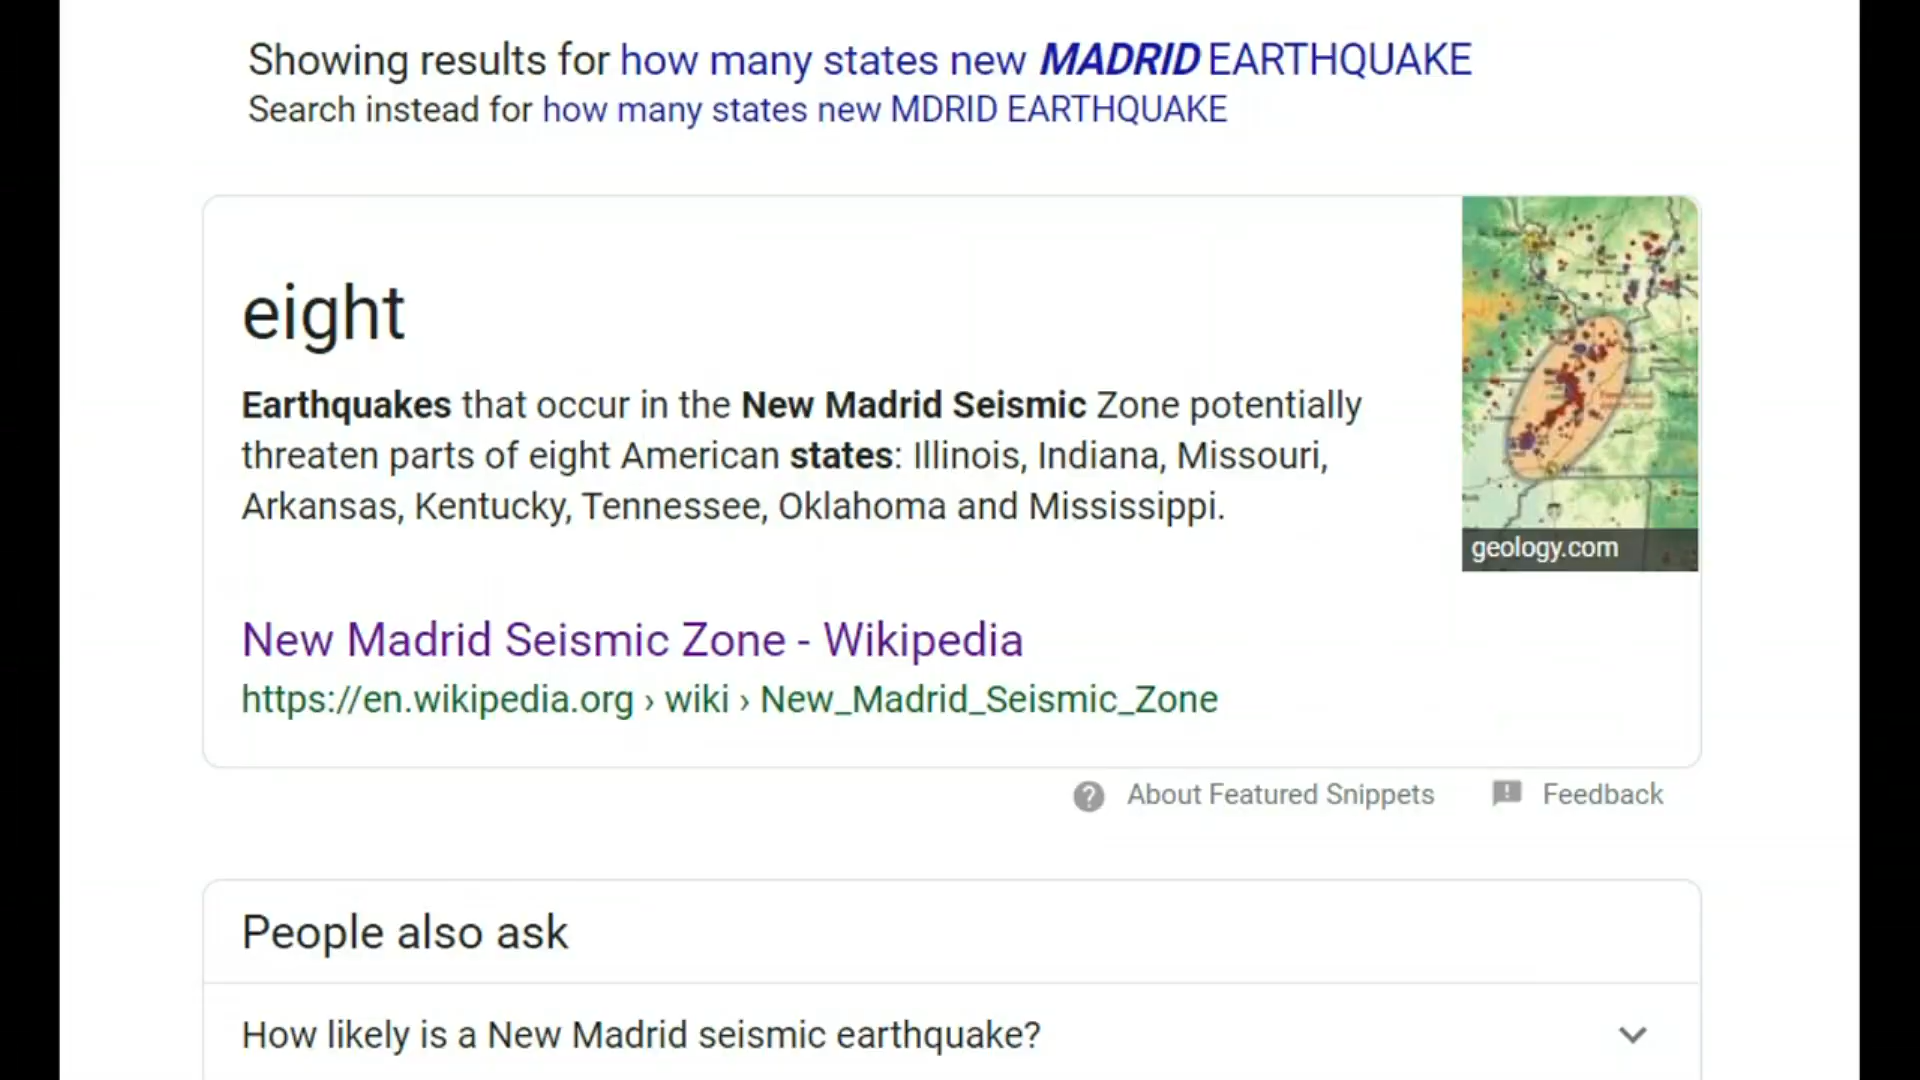 Showing results for how many states new MADRID EARTHQUAKE
Search instead for how many states new MDRID EARTHQUAKE
eight
Earthquakes that occur in the New Madrid Seismic Zone potentially
threaten parts of eight American states: Illinois, Indiana, Missouri,
Arkansas, Kentucky, Tennessee, Oklahoma and Mississippi.
geology.com
New Madrid Seismic Zone - Wikipedia
https://en.wikipedia.org › wiki › New_Madrid_Seismic_Zone
About Featured Snippets
Feedback
People also ask
How likely is a New Madrid seismic earthquake?